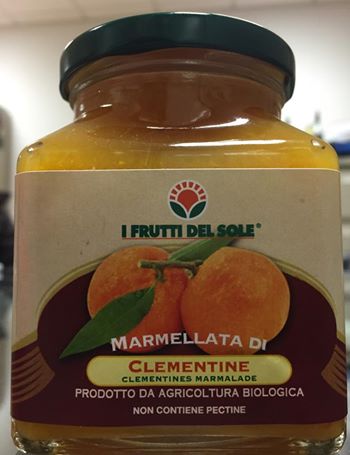 I FRUTTI DEL SOLE®
MARMELLATA DI
CLEMENTINE
CLEMENTINES MARMALADE
PRODOTTO DA AGRICOLTURA BIOLOGICA
NON CONTIENE PECTINE